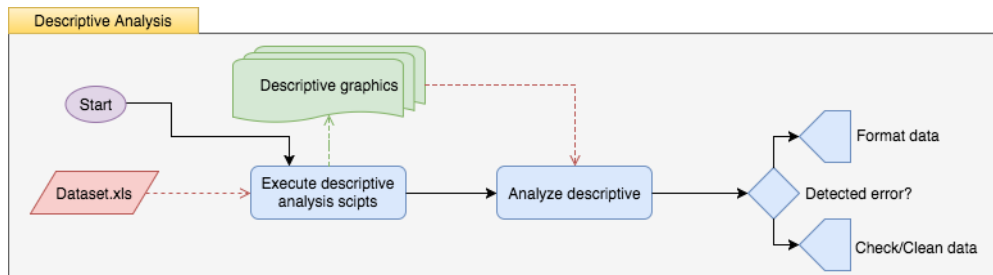 Descriptive Analysis
Descriptive graphics
Start
Format data
Dataset.xls
Execute descriptive
analysis scipts
Analyze descriptive
Detected error?
Check/Clean data